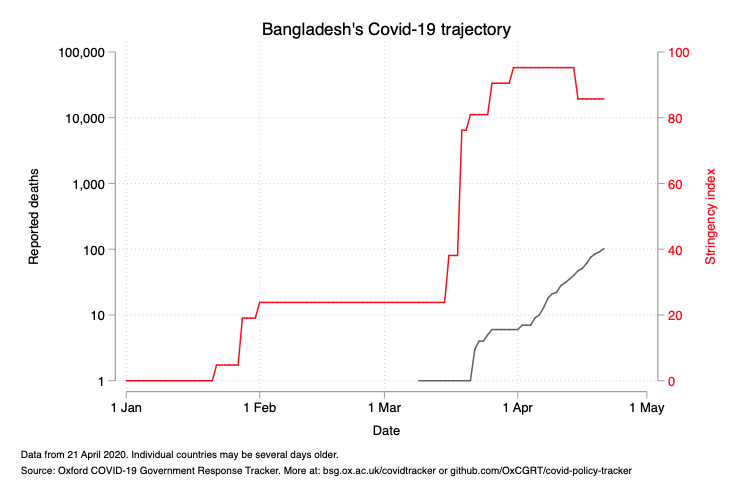 Bangladesh's Covid-19 trajectory
100,000
10,000
1,000
100
10
1
Reported deaths
100
80
60
40
20
0
Stringency index
1 Jan 1 Feb 1 Mar 1 Apr 1 May
Date
Data from 21 April 2020. Individual countries may be several days older.
Source: Oxford COVID-19 Government Response Tracker. More at: bsg.ox.ac.uk/covidtracker or github.com/OxCGRT/covid-policy-tracker